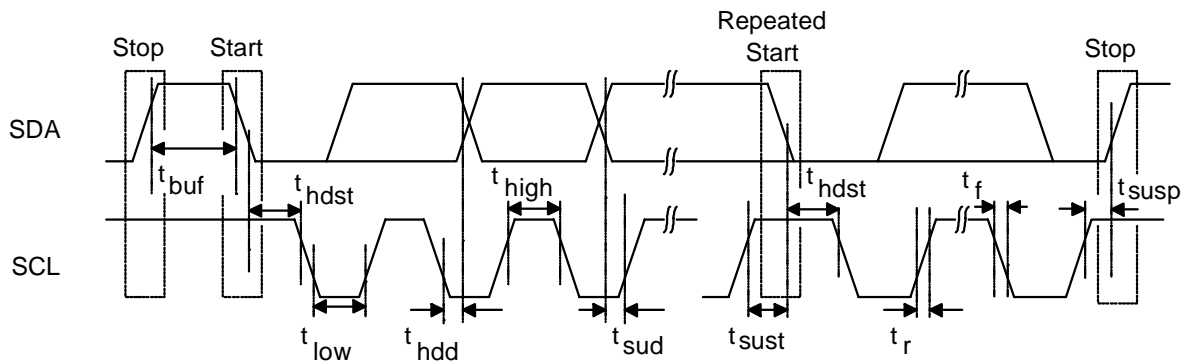 Repeated
Stop Start Start Stop
SDA
t buf t hdst t high t hdst t f t susp
SCL
t low t hdd t sud t sust t r